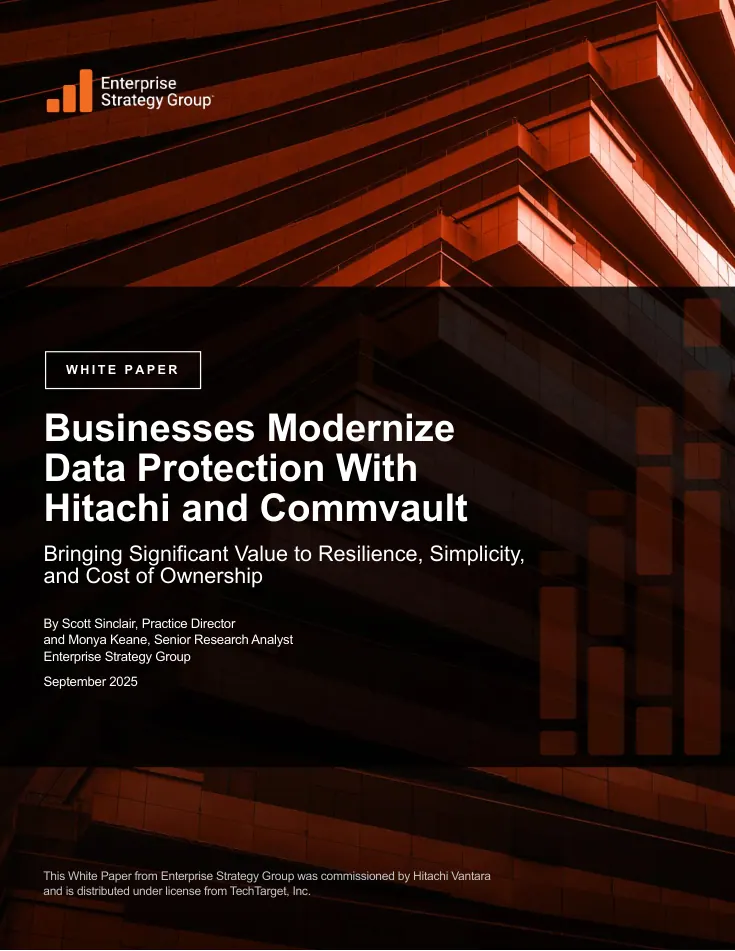 Enterprise
Strategy Group™
WHITE PAPER
Businesses Modernize
Data Protection With
Hitachi and Commvault
Bringing Significant Value to Resilience, Simplicity,
and Cost of Ownership
By Scott Sinclair, Practice Director
and Monya Keane, Senior Research Analyst
Enterprise Strategy Group
September 2025
This White Paper from Enterprise Strategy Group was commissioned by Hitachi Vantara
and is distributed under license from TechTarget, Inc.